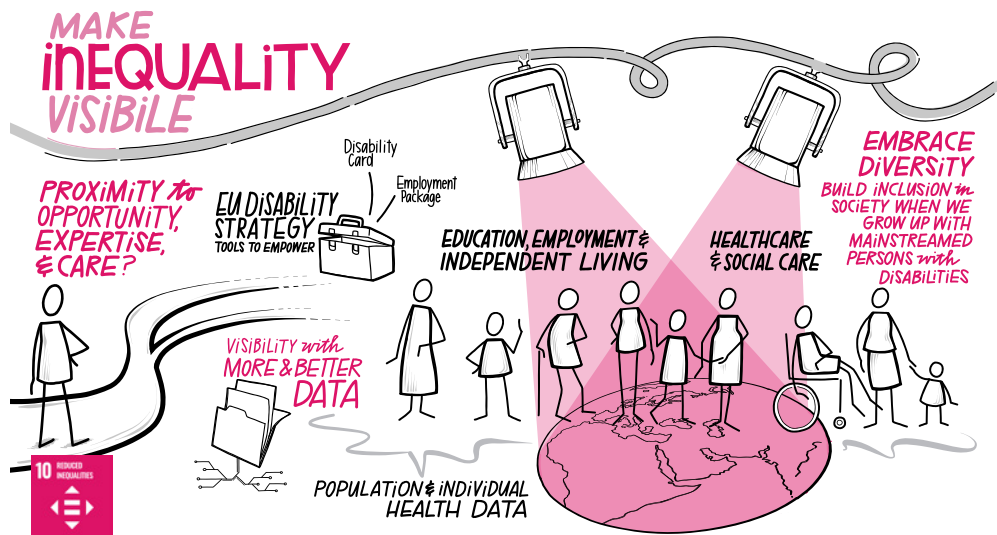 MAKE
INEQUALITY
VISIBILE
PROXIMITY to
OPPORTUNITY,
EXPERTISE,
& CARE?
EU DISABILITY
STRATEGY
TOOLS TO EMPOWER
Disability
Card
Employment
Package
VISIBILITY with
MORE & BETTER
DATA
EDUCATION, EMPLOYMENT &
INDEPENDENT LIVING
HEALTHCARE
& SOCIAL CARE
EMBRACE
DIVERSITY
BUILD INCLUSION in
SOCIETY WHEN WE
GROW UP WITH
MAINSTREAMED
PERSONS with
DISABILITIES
POPULATION & INDIVIDUAL
HEALTH DATA
10 REDUCED
INEQUALITIES